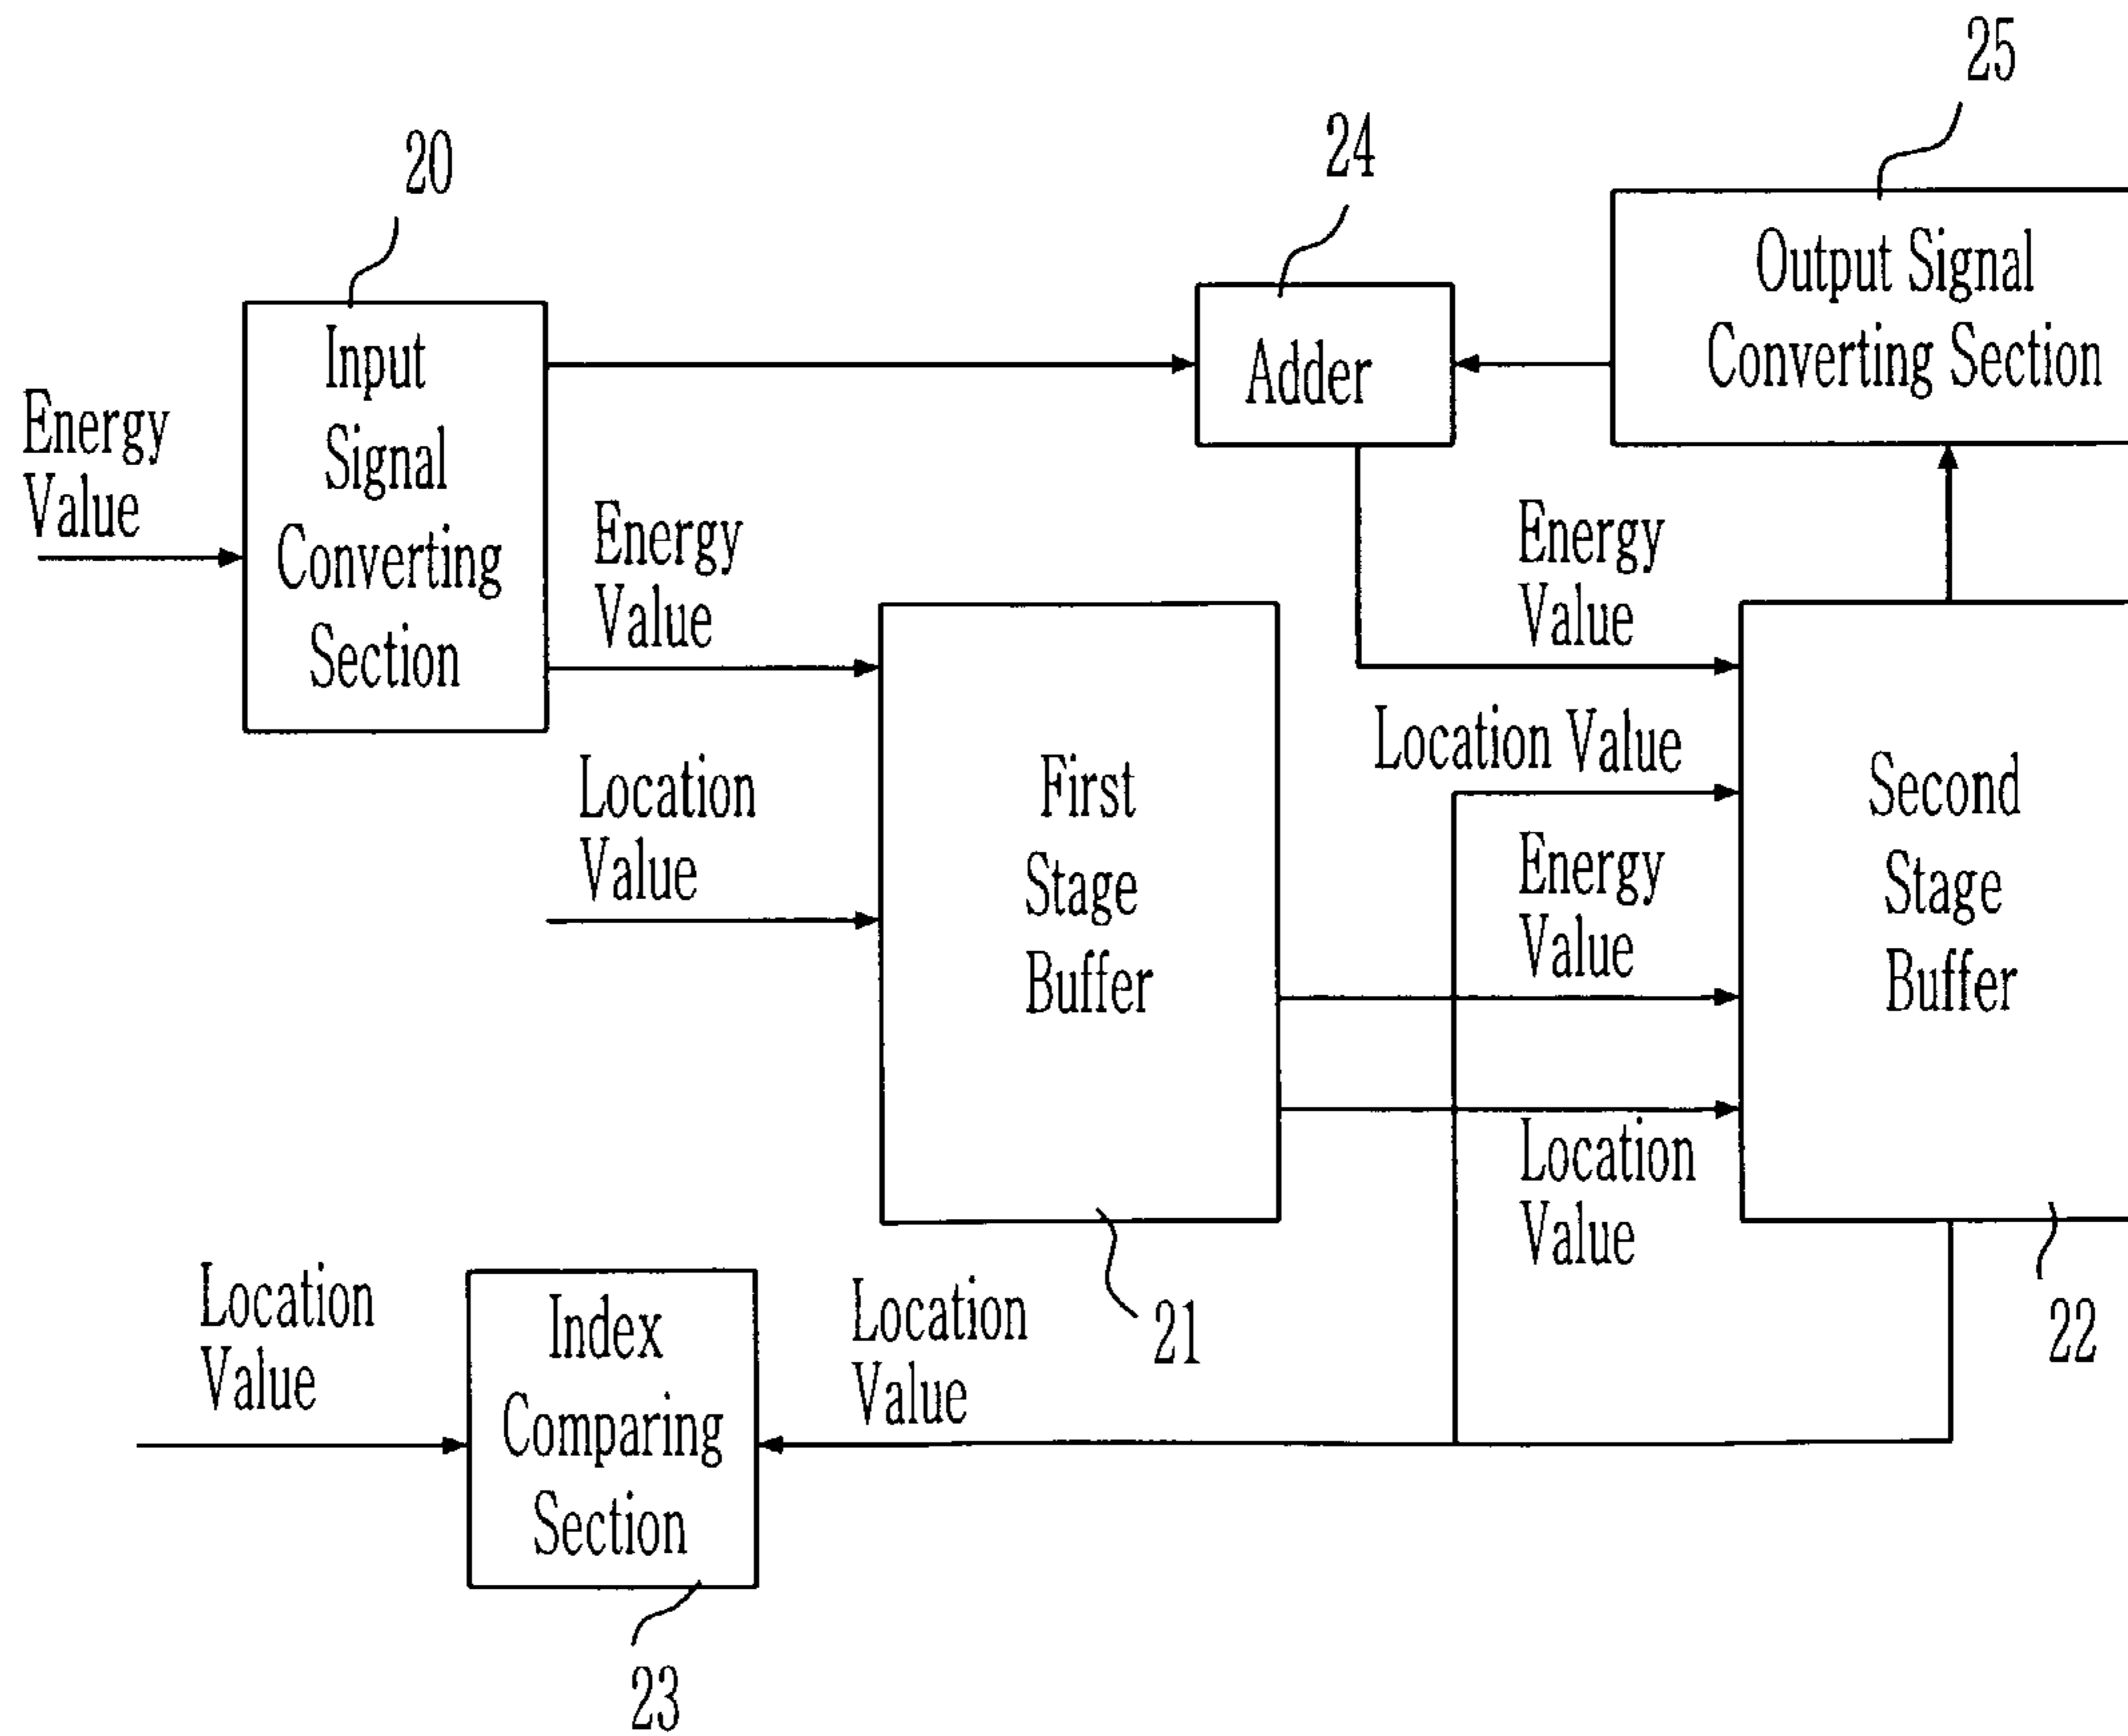 25
20
24
Output Signal
Converting Section
Input
Signal
Converting
Section
Adder
Energy
Value
Energy
Value
Energy
Value
Location
Value
First
Stage
Buffer
Location Value
Second
Stage
Buffer
Energy
Value
Location
Value
21
22
Location
Value
Index
Comparing
Section
Location
Value
23